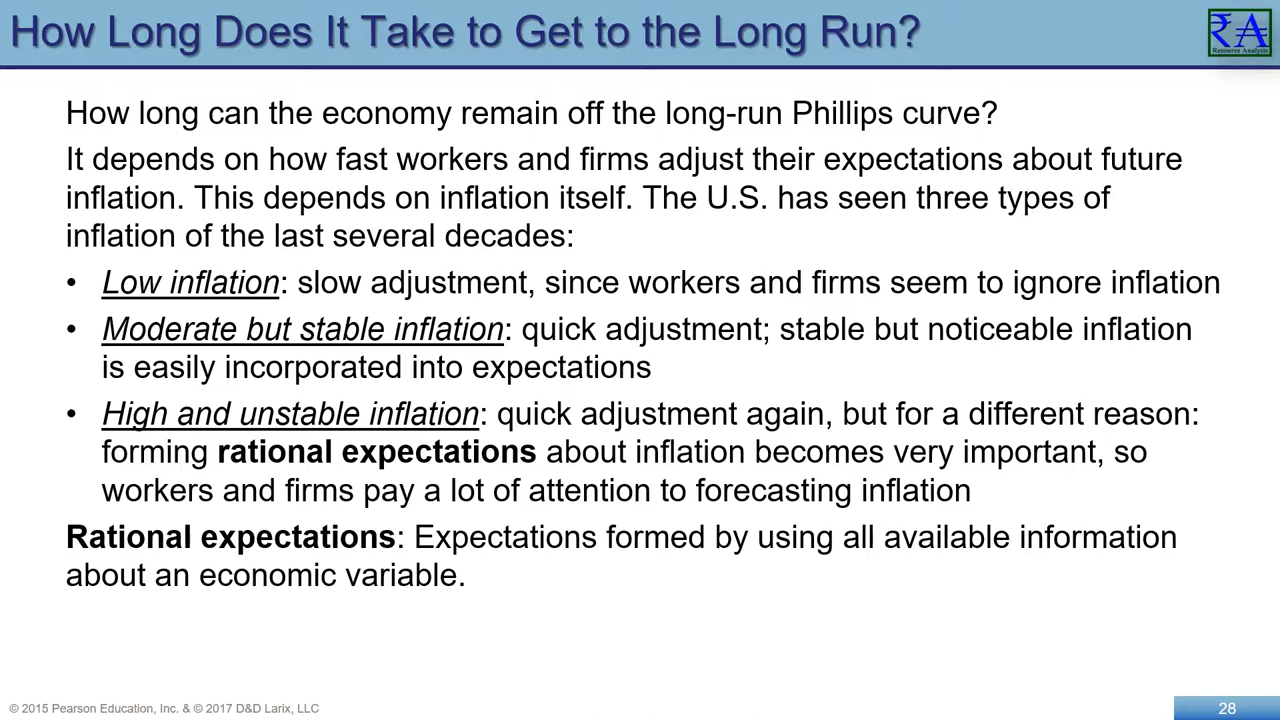 How Long Does It Take to Get to the Long Run?
₹A
Resource Analysis
How long can the economy remain off the long-run Phillips curve?
It depends on how fast workers and firms adjust their expectations about future
inflation. This depends on inflation itself. The U.S. has seen three types of
inflation of the last several decades:
• Low inflation: slow adjustment, since workers and firms seem to ignore inflation
• Moderate but stable inflation: quick adjustment; stable but noticeable inflation
is easily incorporated into expectations
• High and unstable inflation: quick adjustment again, but for a different reason:
forming rational expectations about inflation becomes very important, so
workers and firms pay a lot of attention to forecasting inflation
Rational expectations: Expectations formed by using all available information
about an economic variable.
© 2015 Pearson Education, Inc. & © 2017 D&D Larix, LLC
28